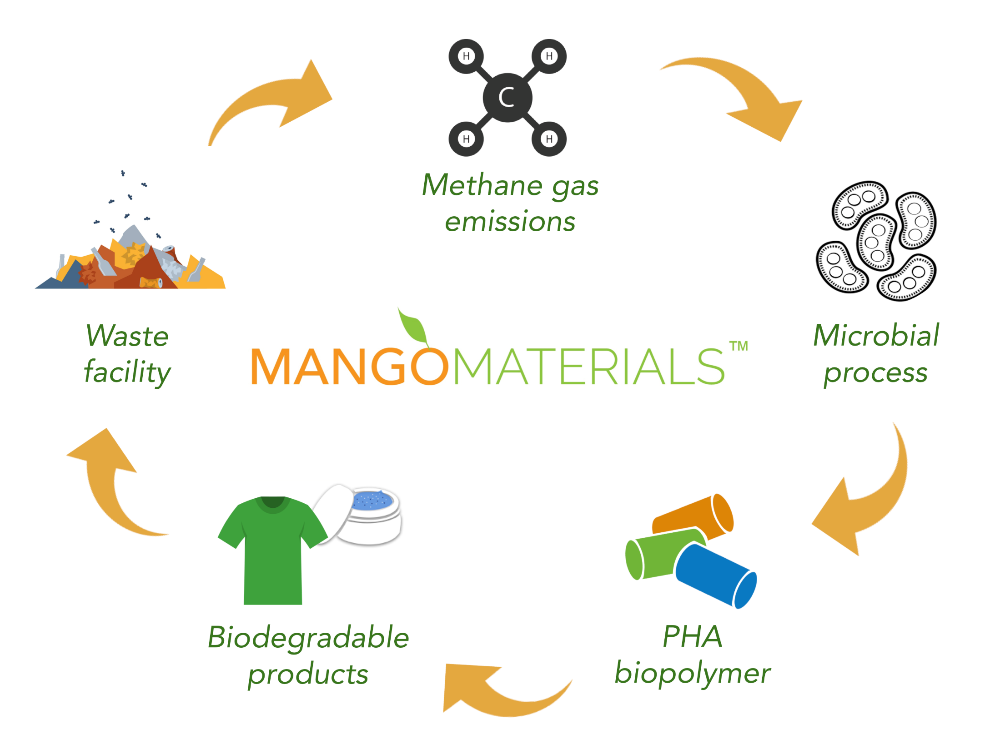 H H
C
H H
Methane gas
emissions
Waste
facility
Microbial
process
MANGOMATERIALS™
Biodegradable
products
PHA
biopolymer